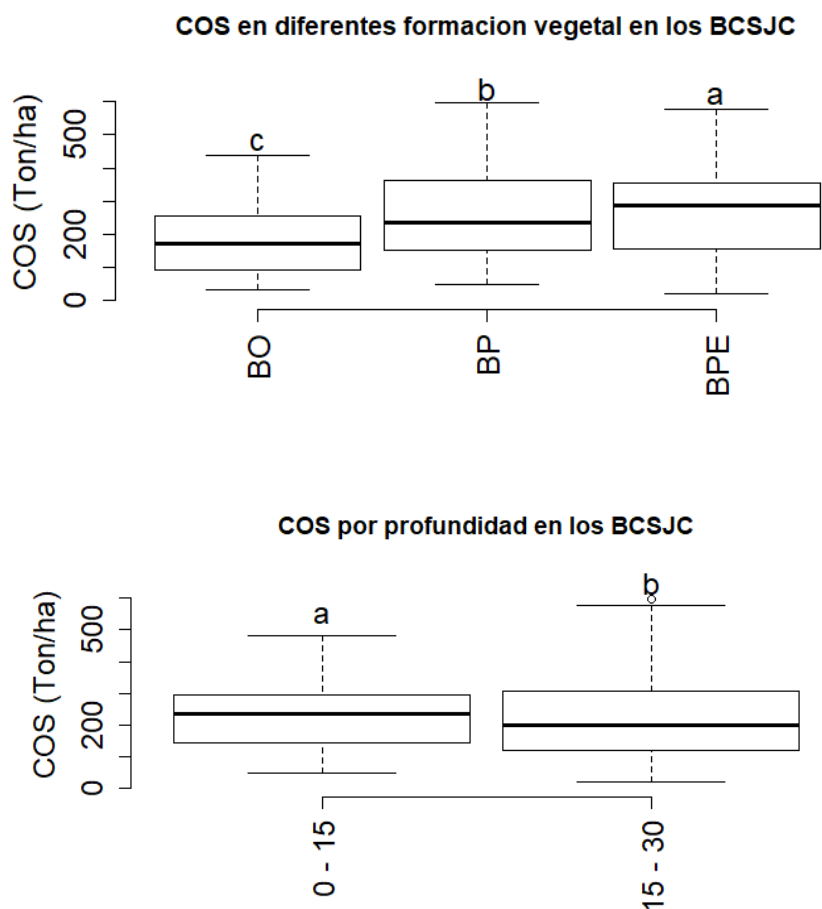 COS en diferentes formacion vegetal en los BCSJC
COS (Ton/ha)
0
200
500
c
b
a
BO
BP
BPE
COS por profundidad en los BCSJC
COS (Ton/ha)
0
200
500
a
b
0 - 15
15 - 30